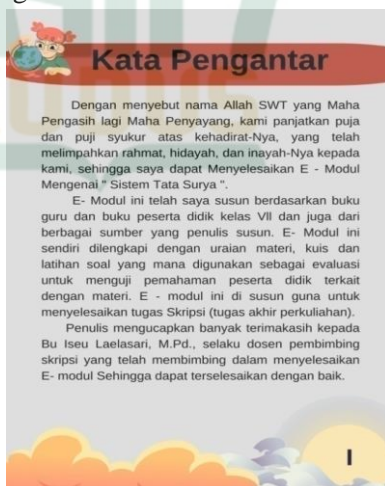 Kata Pengantar
Dengan menyebut nama Allah SWT yang Maha
Pengasih lagi Maha Penyayang, kami panjatkan puja
dan puji syukur atas kehadirat-Nya, yang telah
melimpahkan rahmat, hidayah, dan inayah-Nya kepada
kami, sehingga saya dapat Menyelesaikan E - Modul
Mengenai " Sistem Tata Surya ".
E- Modul ini telah saya susun berdasarkan buku
guru dan buku peserta didik kelas VII dan juga dari
berbagai sumber yang penulis susun. E- Modul ini
sendiri dilengkapi dengan uraian materi, kuis dan
latihan soal yang mana digunakan sebagai evaluasi
untuk menguji pemahaman peserta didik terkait
dengan materi. E - modul ini di susun guna untuk
menyelesaikan tugas Skripsi (tugas akhir perkuliahan).
Penulis mengucapkan banyak terimakasih kepada
Bu Iseu Laelasari, M.Pd., selaku dosen pembimbing
skripsi yang telah membimbing dalam menyelesaikan
E- modul Sehingga dapat terselesaikan dengan baik.
I